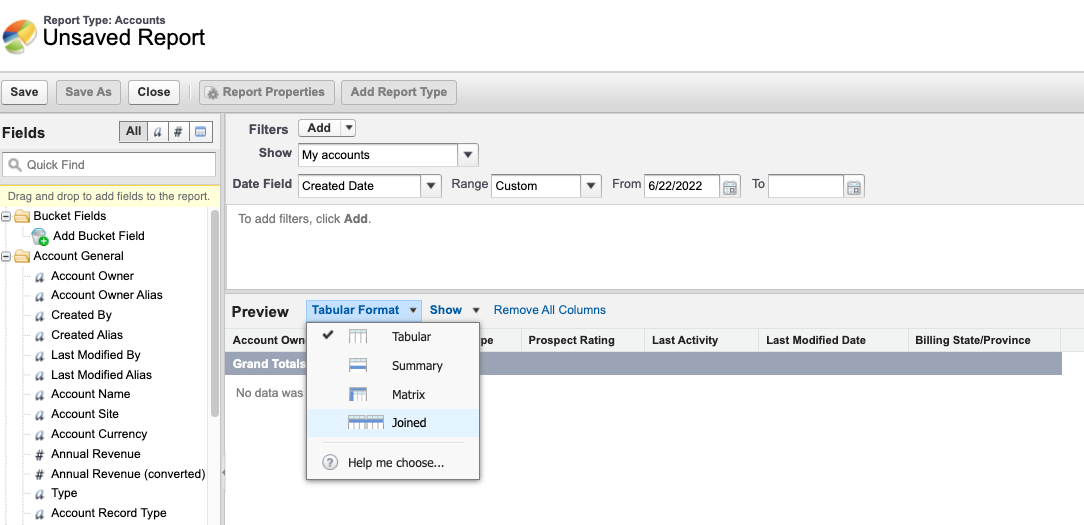 Report Type: Accounts
Unsaved Report
Save
Save As
Close
Report Properties
Add Report Type
Fields
All
a
#
Quick Find
Drag and drop to add fields to the report.
Bucket Fields
Add Bucket Field
Account General
a Account Owner
a Account Owner Alias
a Created By
a Created Alias
a Last Modified By
a Last Modified Alias
a Account Name
a Account Site
a Account Currency
# Annual Revenue
# Annual Revenue (converted)
a Type
a Account Record Type
Filters Add
Show My accounts
Date Field Created Date Range Custom From 6/22/2022 To
To add filters, click Add.
Preview Tabular Format Show Remove All Columns
Tabular
Summary
Matrix
Joined
? Help me choose...
Prospect Rating Last Activity Last Modified Date Billing State/Province
Grand Totals
No data was